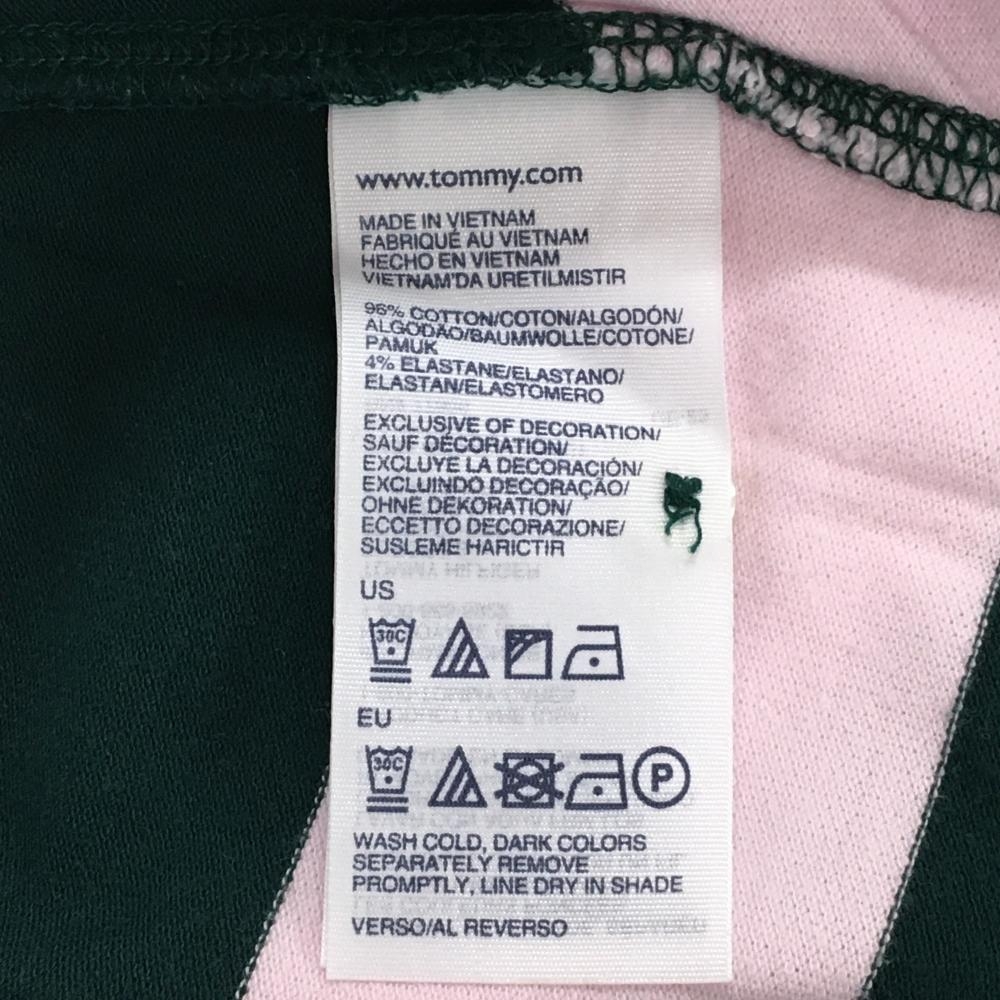 www.tommy.com
MADE IN VIETNAM
FABRIQUÉ AU VIETNAM
HECHO EN VIETNAM
VIETNAM'DA URETILMISTIR
96% COTTON/COTON/ALGODÓN/
ALGODÃO/BAUMWOLLE/COTONE/
PAMUK
4% ELASTANE/ELASTANO/
ELASTAN/ELASTOMERO
EXCLUSIVE OF DECORATION/
SAUF DÉCORATION/
EXCLUYE LA DECORACIÓN/
EXCLUINDO DECORAÇÃO/
OHNE DEKORATION/
ECCETTO DECORAZIONE/
SUSLEME HARICTIR
US
30C
EU
30C P
WASH COLD, DARK COLORS
SEPARATELY REMOVE
PROMPTLY, LINE DRY IN SHADE
VERSO/AL REVERSO